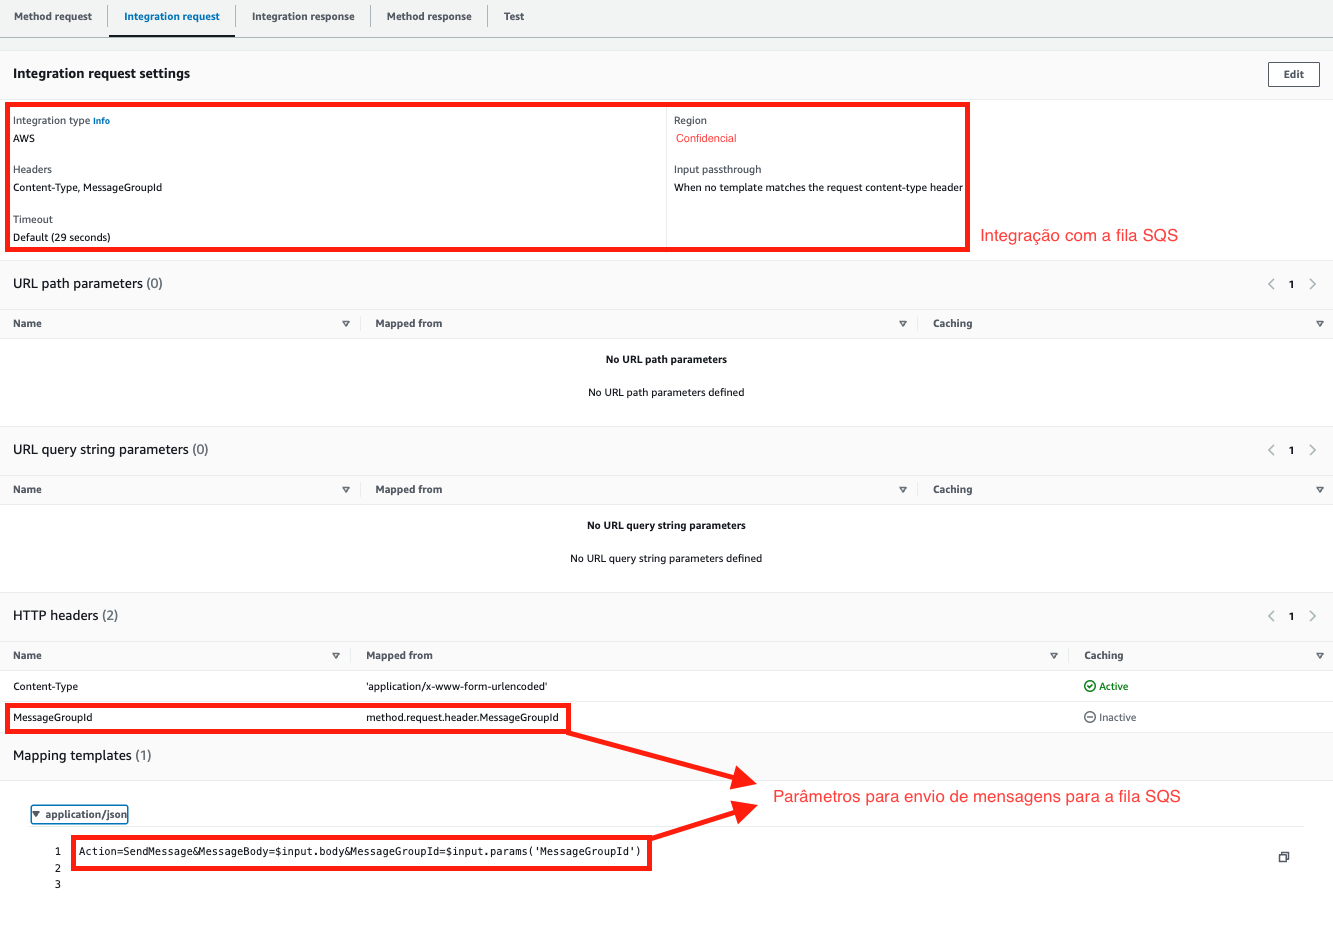 Method request Integration request Integration response Method response Test
Integration request settings
Edit
Integration type Info
AWS
Region
Confidencial
Headers
Content-Type, MessageGroupId
Input passthrough
When no template matches the request content-type header
Timeout
Default (29 seconds)
Integração com a fila SQS
URL path parameters (0)
1
Name Mapped from Caching
No URL path parameters
No URL path parameters defined
URL query string parameters (0)
1
Name Mapped from Caching
No URL query string parameters
No URL query string parameters defined
HTTP headers (2)
1
Name Mapped from Caching
Content-Type 'application/x-www-form-urlencoded' Active
MessageGroupId method.request.header.MessageGroupId Inactive
Mapping templates (1)
Parâmetros para envio de mensagens para a fila SQS
application/json
1 Action=SendMessage&MessageBody=$input.body&MessageGroupId=$input.params('MessageGroupId')
2
3